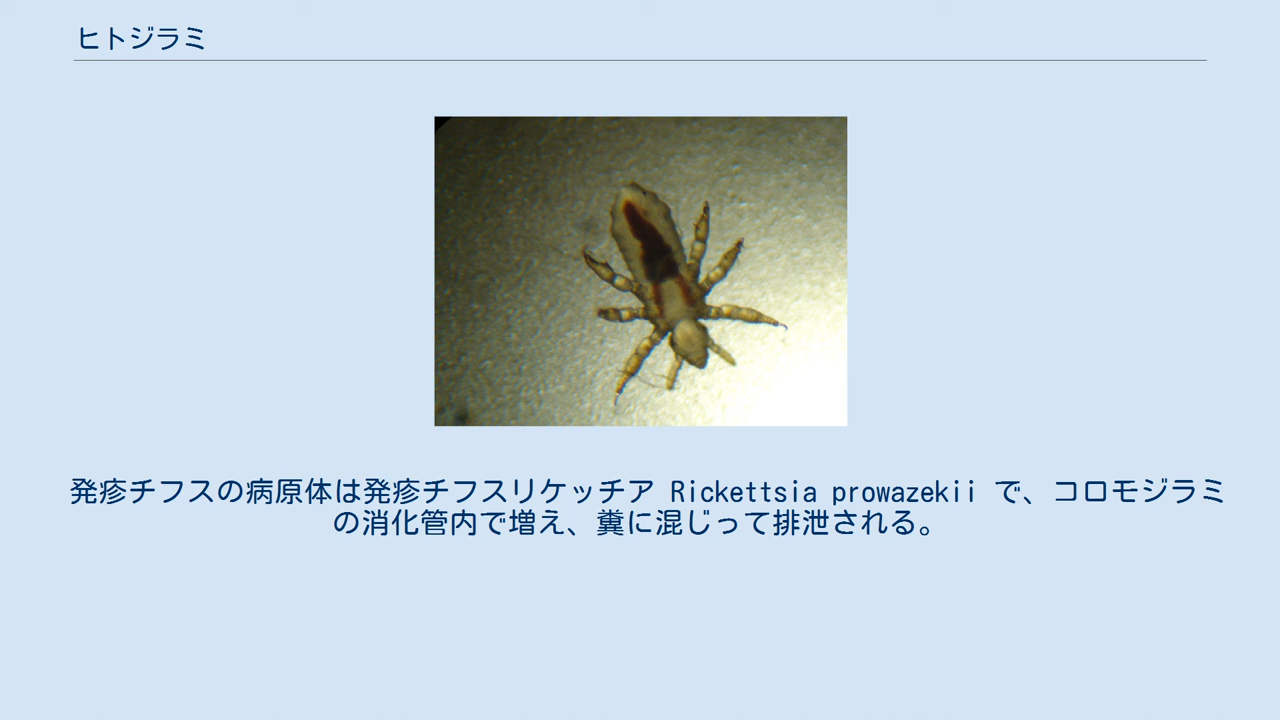 ヒトジラミ
発疹チフスの病原体は発疹チフスリケッチア Rickettsia prowazekii で、コロモジラミ
の消化管内で増え、糞に混じって排泄される。